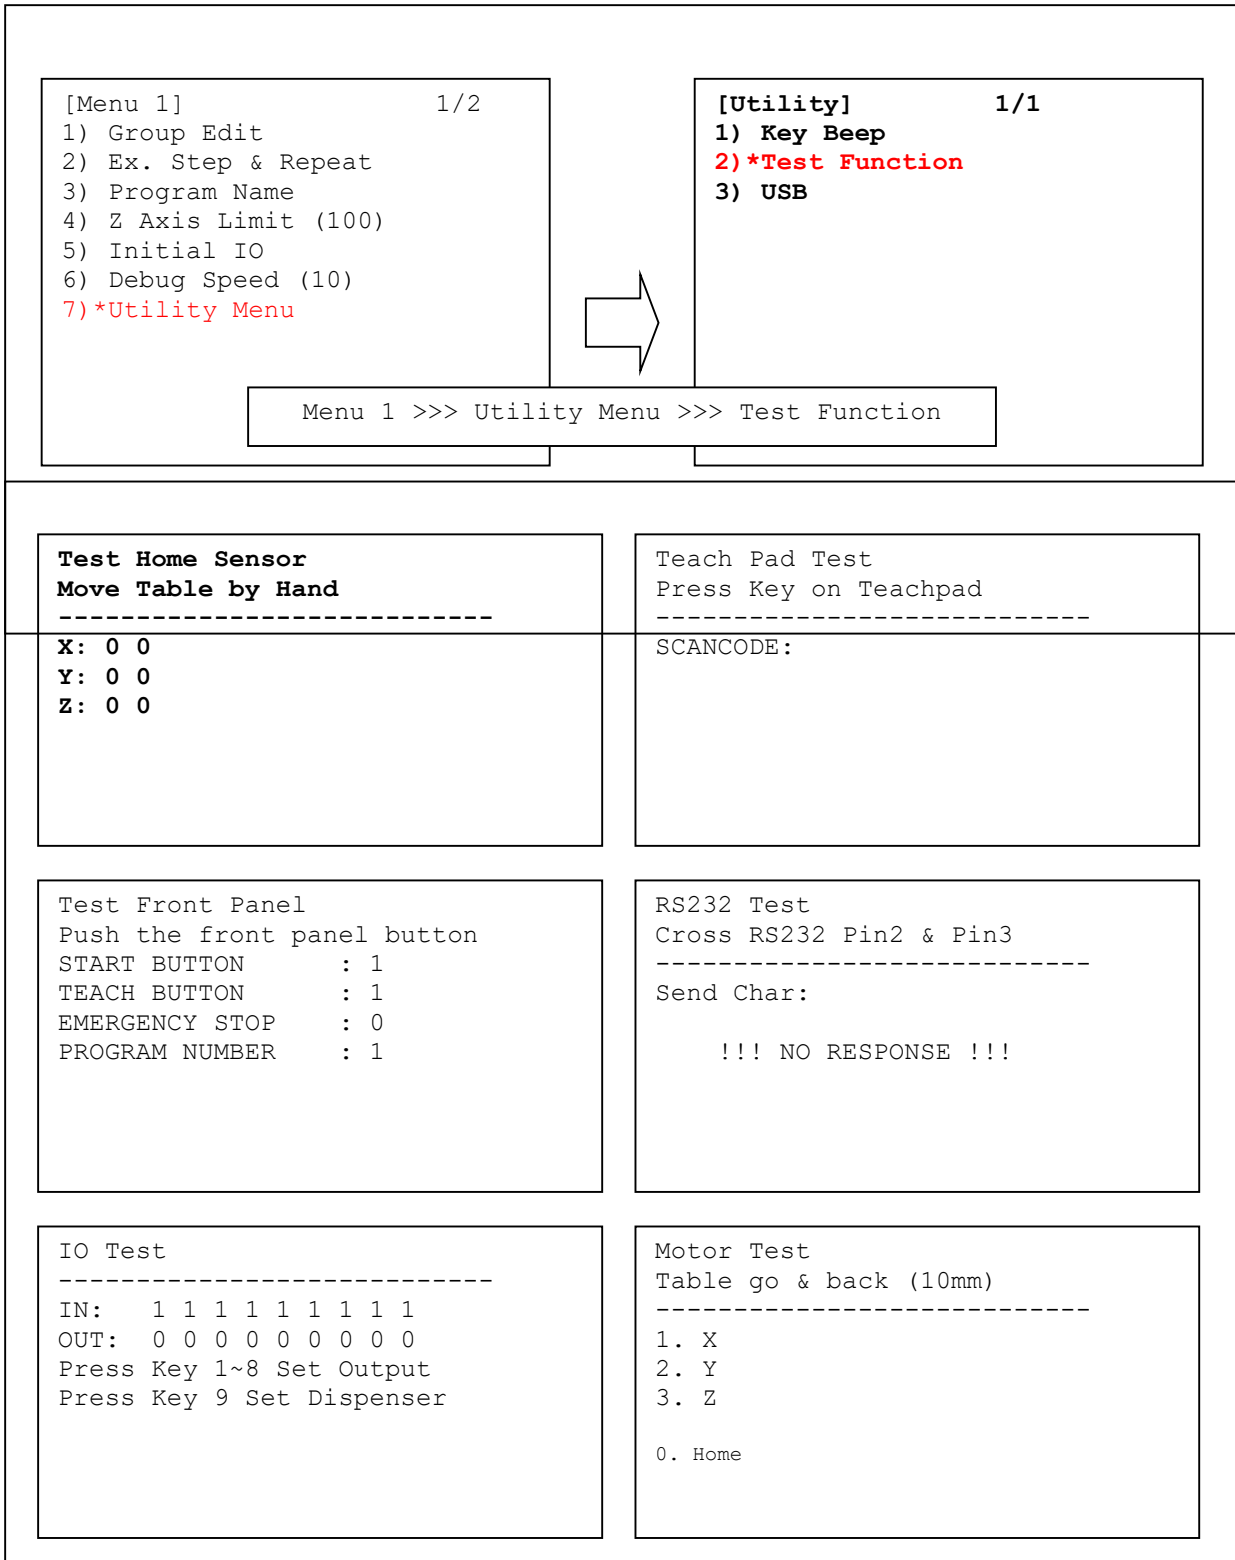 [Menu 1] 1/2
1) Group Edit
2) Ex. Step & Repeat
3) Program Name
4) Z Axis Limit (100)
5) Initial IO
6) Debug Speed (10)
7)*Utility Menu
[Utility] 1/1
1) Key Beep
2)*Test Function
3) USB
Menu 1 >>> Utility Menu >>> Test Function
Test Home Sensor
Move Table by Hand
----------------------------
X: 0 0
Y: 0 0
Z: 0 0
Teach Pad Test
Press Key on Teachpad
----------------------------
SCANCODE:
Test Front Panel
Push the front panel button
START BUTTON : 1
TEACH BUTTON : 1
EMERGENCY STOP : 0
PROGRAM NUMBER : 1
RS232 Test
Cross RS232 Pin2 & Pin3
----------------------------
Send Char:
!!! NO RESPONSE !!!
IO Test
----------------------------
IN: 1 1 1 1 1 1 1 1 1
OUT: 0 0 0 0 0 0 0 0 0
Press Key 1~8 Set Output
Press Key 9 Set Dispenser
Motor Test
Table go & back (10mm)
----------------------------
1. X
2. Y
3. Z
0. Home